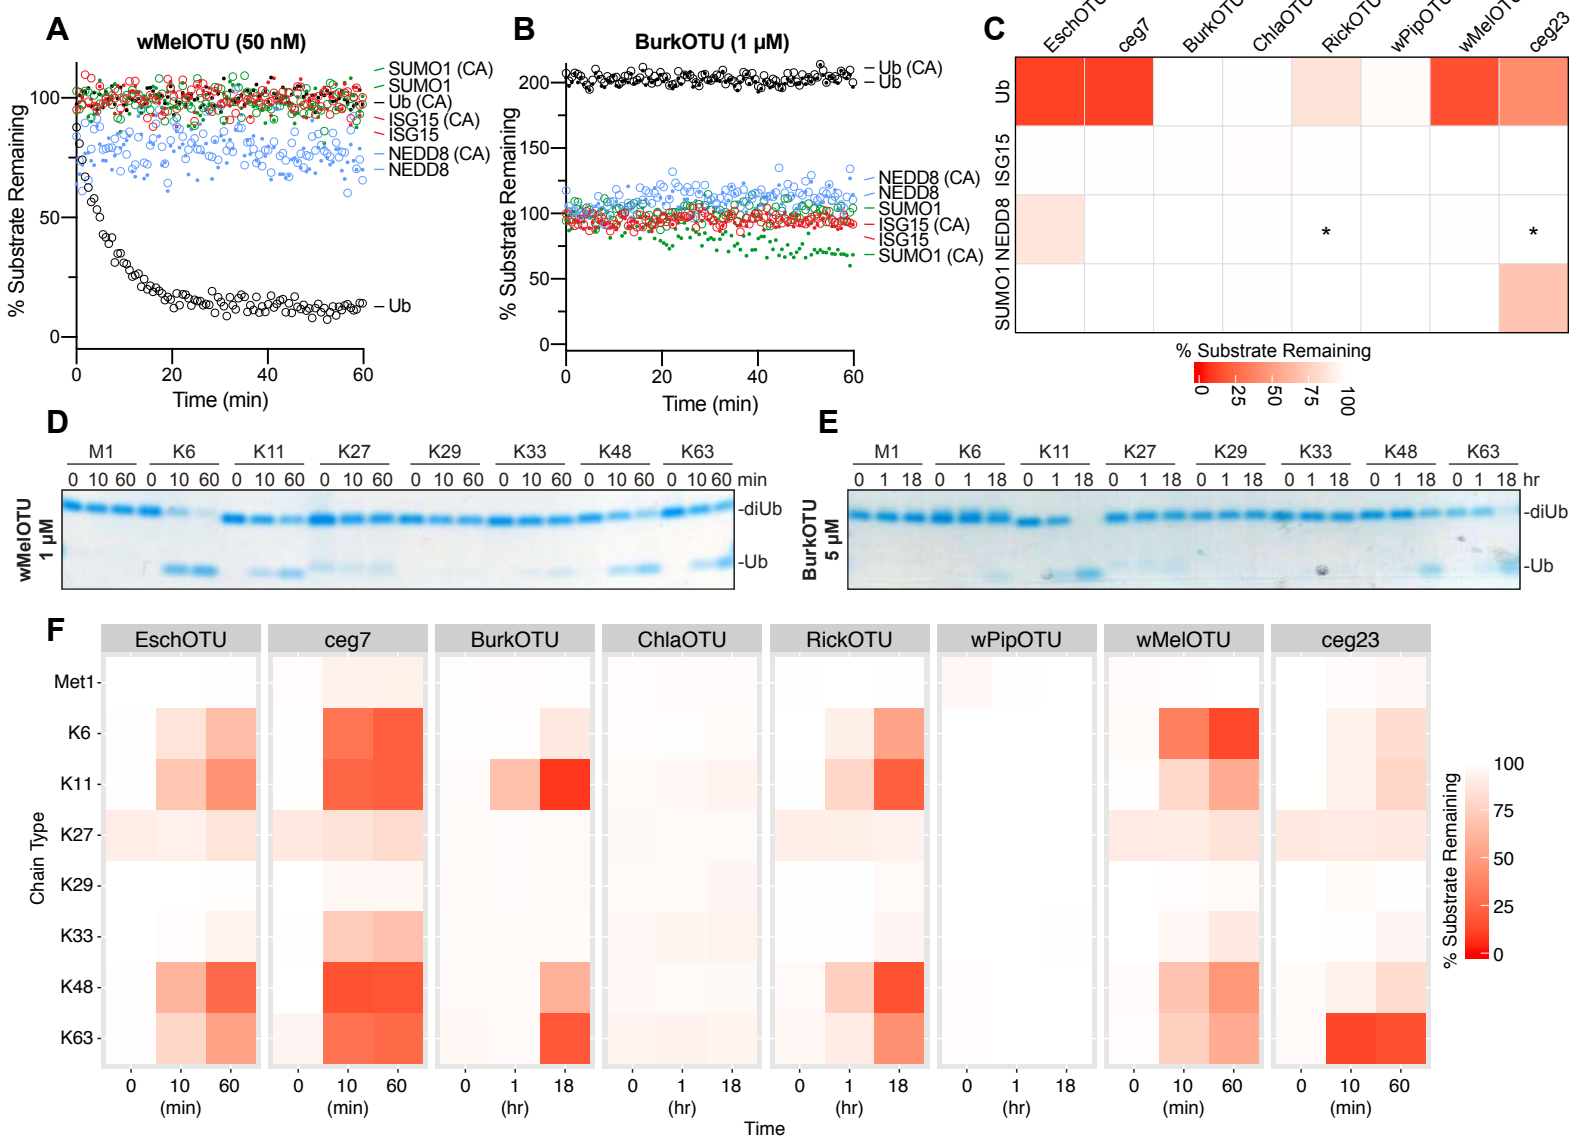 A
wMelOTU (50 nM)
% Substrate Remaining
100
50
0
0 20 40 60
Time (min)
SUMO1 (CA)
SUMO1
Ub (CA)
ISG15 (CA)
ISG15
NEDD8 (CA)
NEDD8
Ub
B
BurkOTU (1 µM)
% Substrate Remaining
200
150
100
50
0
0 20 40 60
Time (min)
Ub (CA)
Ub
NEDD8 (CA)
NEDD8
SUMO1
ISG15 (CA)
ISG15
SUMO1 (CA)
C
EschOTU ceg7 BurkOTU ChlaOTU RickOTU wPipOTU wMelOTU ceg23
Ub
ISG15
NEDD8 * *
SUMO1
% Substrate Remaining
0 25 50 75 100
D
M1 K6 K11 K27 K29 K33 K48 K63
0 10 60 0 10 60 0 10 60 0 10 60 0 10 60 0 10 60 0 10 60 0 10 60 min
wMelOTU
1 µM
-diUb
-Ub
E
M1 K6 K11 K27 K29 K33 K48 K63
0 1 18 0 1 18 0 1 18 0 1 18 0 1 18 0 1 18 0 1 18 0 1 18 hr
BurkOTU
5 µM
-diUb
-Ub
F
EschOTU ceg7 BurkOTU ChlaOTU RickOTU wPipOTU wMelOTU ceg23
Chain Type
Met1
K6
K11
K27
K29
K33
K48
K63
0 10 60 0 10 60 0 1 18 0 1 18 0 1 18 0 1 18 0 10 60 0 10 60
(min) (min) (hr) (hr) (hr) (hr) (min) (min)
Time
% Substrate Remaining
100
75
50
25
0